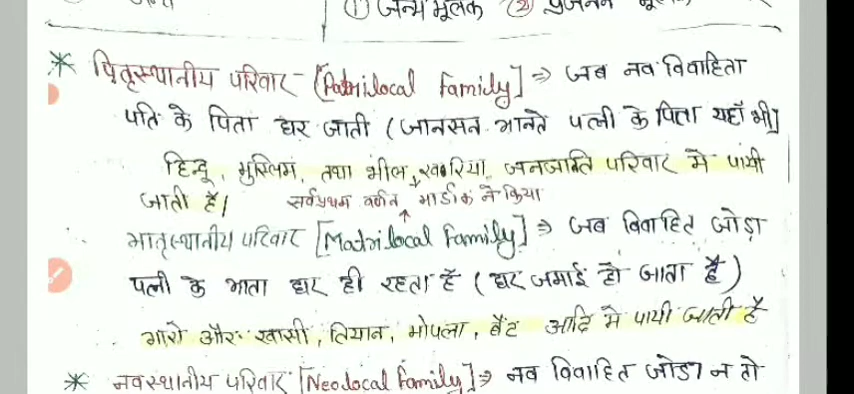 ① जन्म मूलक ② प्रजनन मूलक
* पितृस्थानीय परिवार - [Patrilocal family] ⇒ जब नव विवाहिता
पति के पिता घर जाती (जानसन मानते पत्नी के पिता यहाँ भी]
हिन्दू, मुस्लिम, तथा भील, खारिया, जनजाति परिवार मे पायी
जाती है। सर्वप्रथम वर्णन मार्डाक ने किया
मातृस्थानीय परिवार [Matrilocal family] ⇒ जब विवाहित जोड़ा
पत्नी के माता घर ही रहता है (घर जमाई हो जाता है)
गारो और खासी, तियान, मोपला, बैंट आदि मे पायी जाती है
* नवस्थानीय परिवार [Neolocal family] ⇒ नव विवाहित जोडा न तो